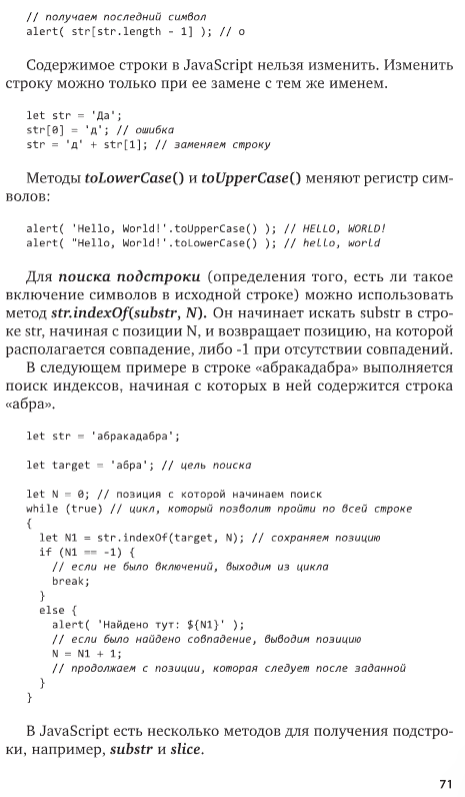 // получаем последний символ
alert( str[str.length - 1] ); // о
Содержимое строки в JavaScript нельзя изменить. Изменить
строку можно только при ее замене с тем же именем.
let str = 'Да';
str[0] = 'д'; // ошибка
str = 'д' + str[1]; // заменяем строку
Методы toLowerCase() и toUpperCase() меняют регистр сим-
волов:
alert( 'Hello, World!'.toUpperCase() ); // HELLO, WORLD!
alert( "Hello, World!'.toLowerCase() ); // hello, world
Для поиска подстроки (определения того, есть ли такое
включение символов в исходной строке) можно использовать
метод str.indexOf(substr, N). Он начинает искать substr в стро-
ке str, начиная с позиции N, и возвращает позицию, на которой
располагается совпадение, либо -1 при отсутствии совпадений.
В следующем примере в строке «абракадабра» выполняется
поиск индексов, начиная с которых в ней содержится строка
«абра».
let str = 'абракадабра';
let target = 'абра'; // цель поиска
let N = 0; // позиция с которой начинаем поиск
while (true) // цикл, который позволит пройти по всей строке
{
let N1 = str.indexOf(target, N); // сохраняем позицию
if (N1 == -1) {
// если не было включений, выходим из цикла
break;
}
else {
alert( 'Найдено тут: ${N1}' );
// если было найдено совпадение, выводим позицию
N = N1 + 1;
// продолжаем с позиции, которая следует после заданной
}
}
В JavaScript есть несколько методов для получения подстро-
ки, например, substr и slice.
71